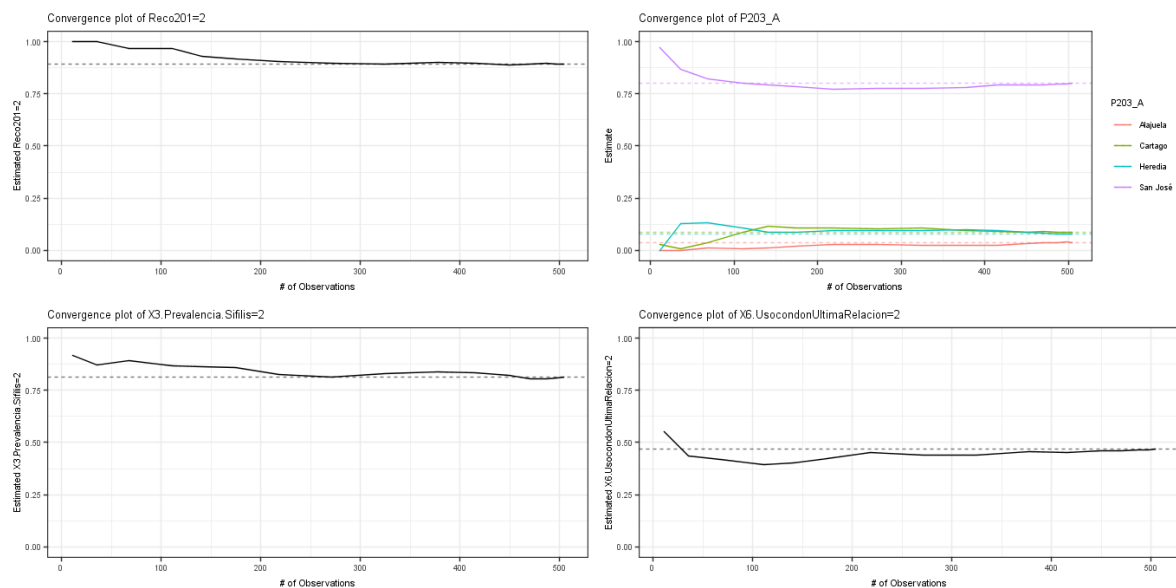 Convergence plot of Reco201=2
Estimated Reco201=2
1.00
0.75
0.50
0.25
0.00
0 100 200 300 400 500
# of Observations
Convergence plot of P203_A
Estimate
1.00
0.75
0.50
0.25
0.00
0 100 200 300 400 500
# of Observations
P203_A
Alajuela
Cartago
Heredia
San José
Convergence plot of X3.Prevalencia.Sifilis=2
Estimated X3.Prevalencia.Sifilis=2
1.00
0.75
0.50
0.25
0.00
0 100 200 300 400 500
# of Observations
Convergence plot of X6.UsocondonUltimaRelacion=2
Estimated X6.UsocondonUltimaRelacion=2
1.00
0.75
0.50
0.25
0.00
0 100 200 300 400 500
# of Observations